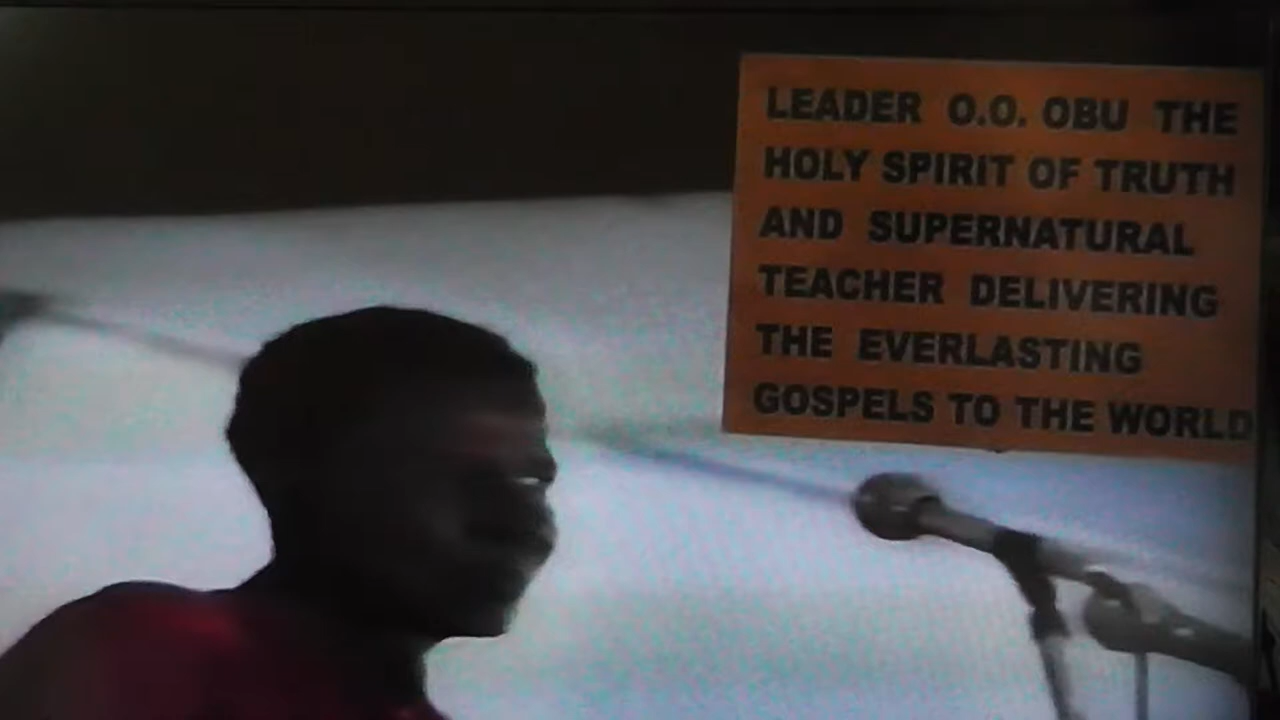 LEADER O.O. OBU THE
HOLY SPIRIT OF TRUTH
AND SUPERNATURAL
TEACHER DELIVERING
THE EVERLASTING
GOSPELS TO THE WORLD